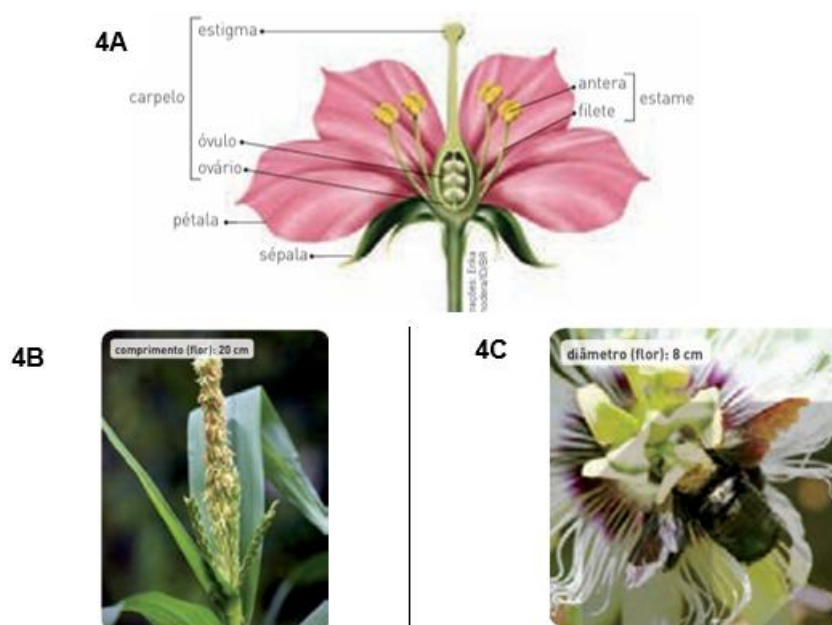 4A
estigma
carpelo
antera
filete
estame
óvulo
ovário
pétala
sépala
4B
comprimento (flor): 20 cm
4C
diâmetro (flor): 8 cm